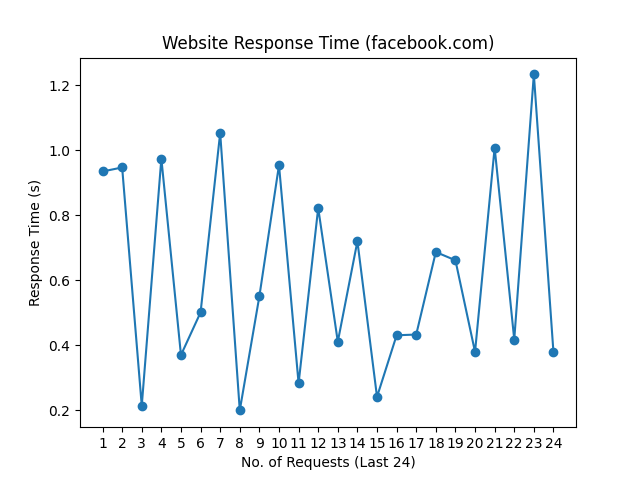 Website Response Time (facebook.com)
Response Time (s)
1.2
1.0
0.8
0.6
0.4
0.2
1 2 3 4 5 6 7 8 9 10 11 12 13 14 15 16 17 18 19 20 21 22 23 24
No. of Requests (Last 24)